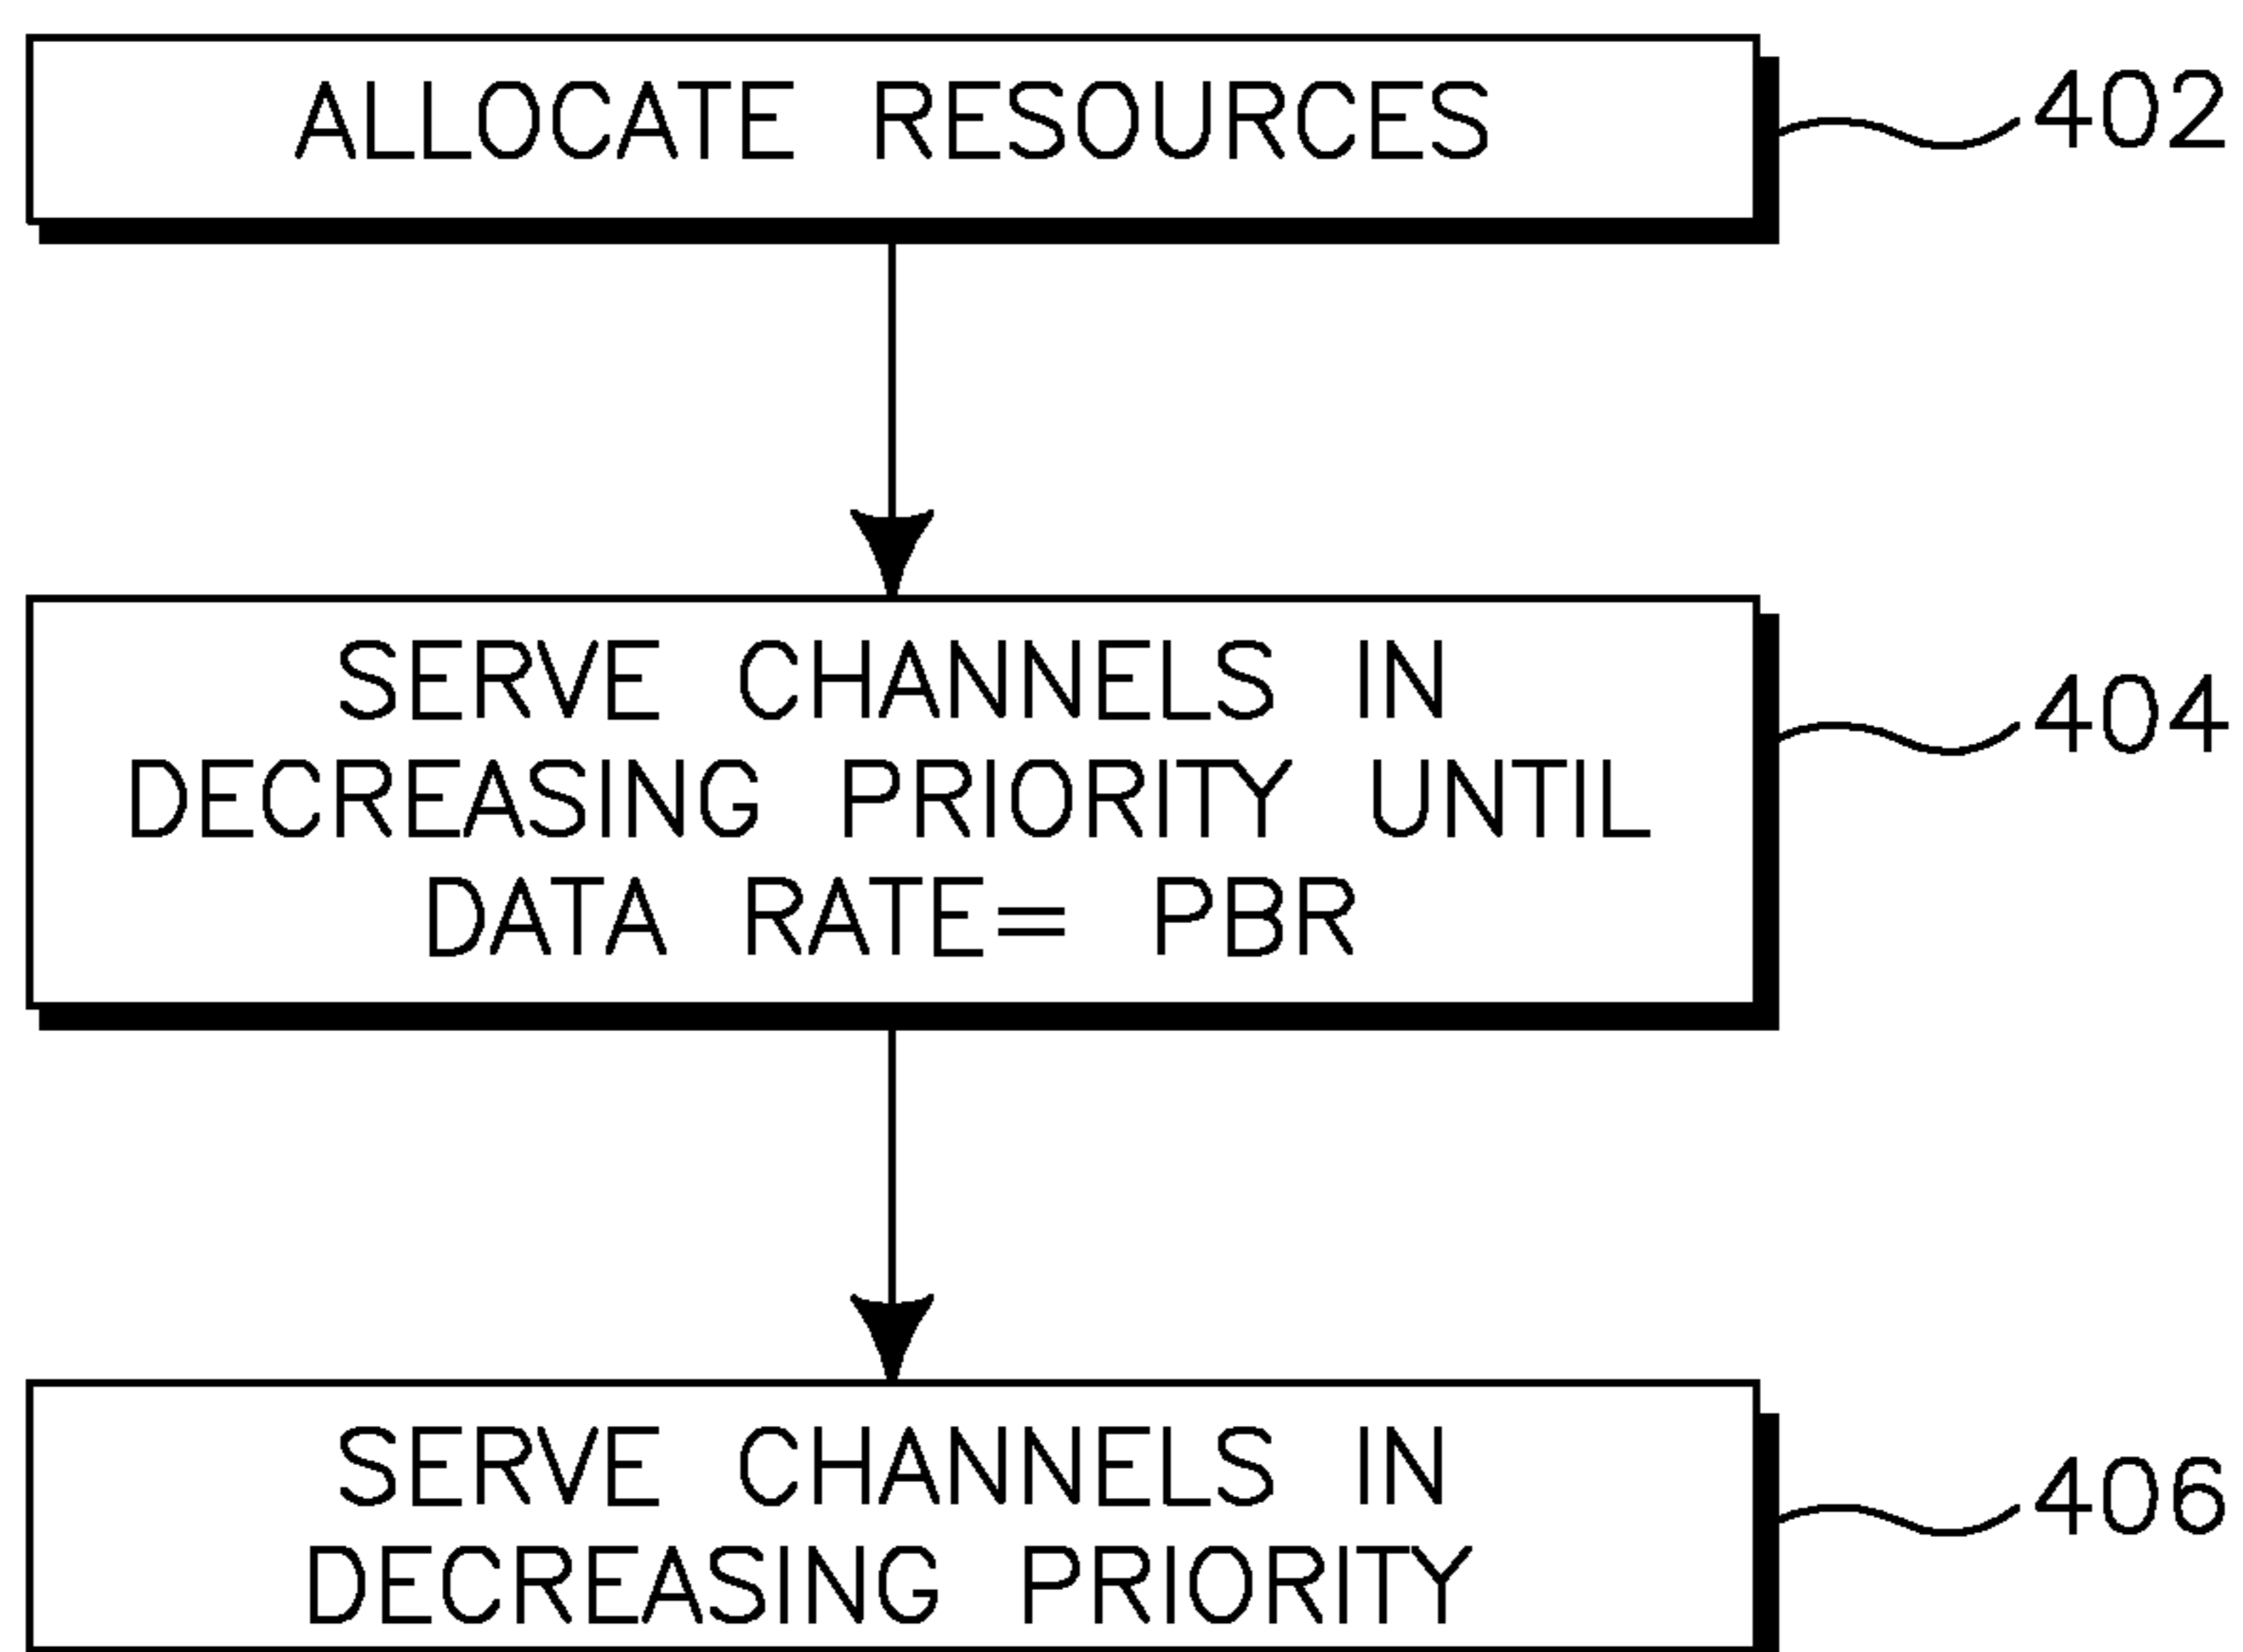 ALLOCATE RESOURCES
402
SERVE CHANNELS IN
DECREASING PRIORITY UNTIL
DATA RATE= PBR
404
SERVE CHANNELS IN
DECREASING PRIORITY
406